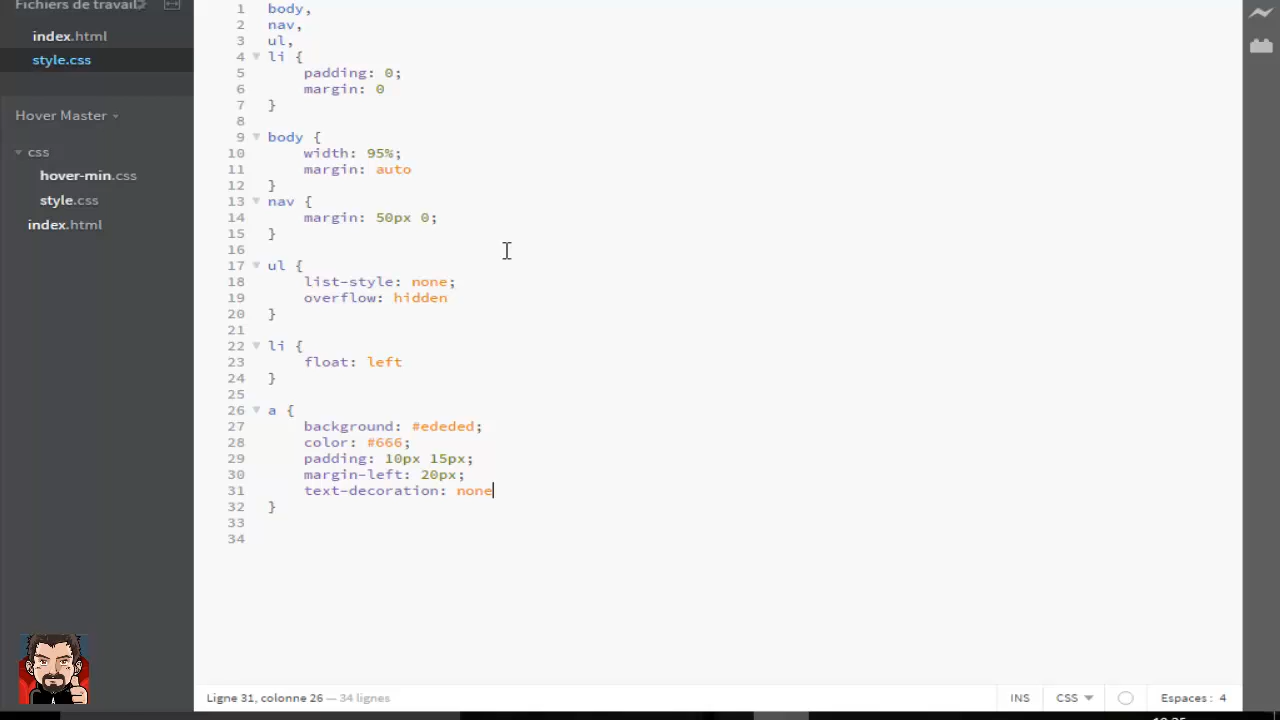 Fichiers de travail
index.html
style.css
Hover Master
css
hover-min.css
style.css
index.html
1 body,
2 nav,
3 ul,
4 li {
5 padding: 0;
6 margin: 0
7 }
8
9 body {
10 width: 95%;
11 margin: auto
12 }
13 nav {
14 margin: 50px 0;
15 }
16
17 ul {
18 list-style: none;
19 overflow: hidden
20 }
21
22 li {
23 float: left
24 }
25
26 a {
27 background: #ededed;
28 color: #666;
29 padding: 10px 15px;
30 margin-left: 20px;
31 text-decoration: none
32 }
33
34
Ligne 31, colonne 26 — 34 lignes
INS CSS Espaces : 4